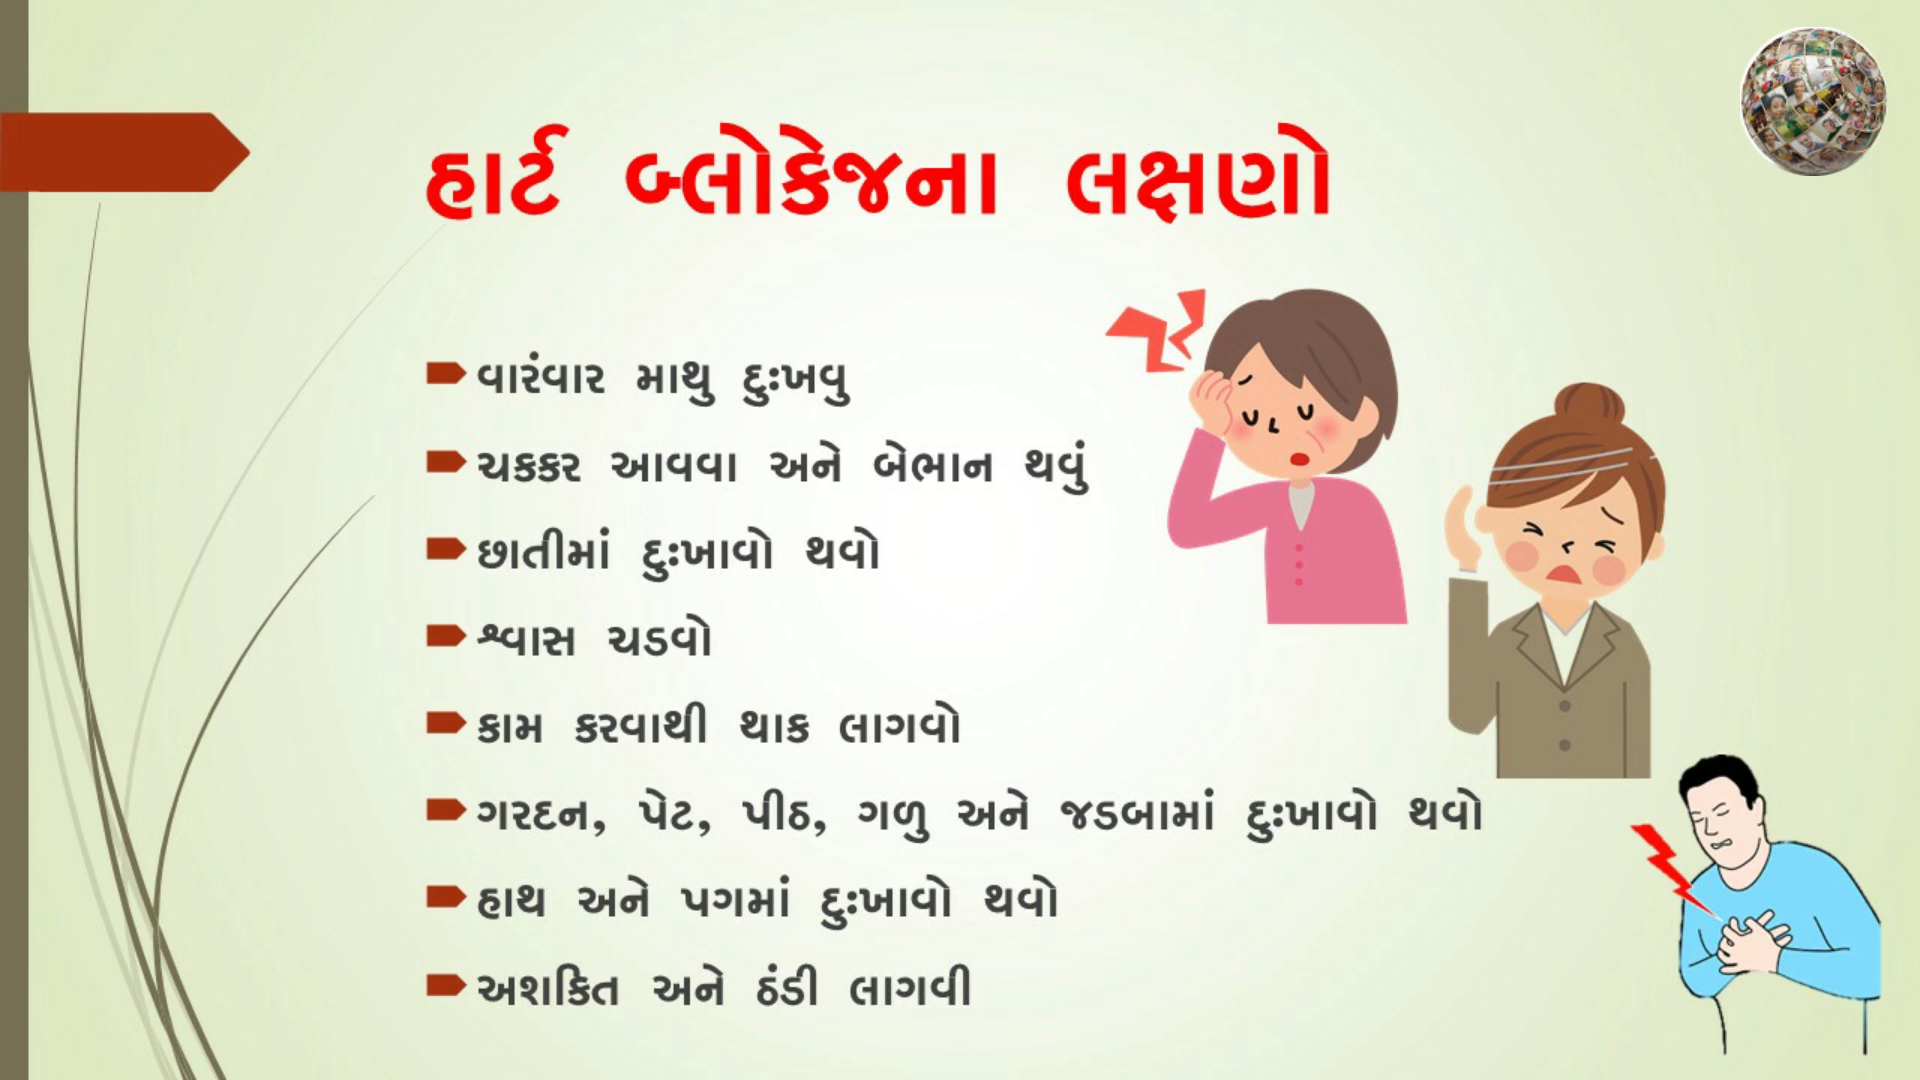 હાર્ટ બ્લોકેજના લક્ષણો
વારંવાર માથુ દુઃખવુ
ચકકર આવવા અને બેભાન થવું
છાતીમાં દુઃખાવો થવો
શ્વાસ ચડવો
કામ કરવાથી થાક લાગવો
ગરદન, પેટ, પીઠ, ગળુ અને જડબામાં દુઃખાવો થવો
હાથ અને પગમાં દુઃખાવો થવો
અશકિત અને ઠંડી લાગવી